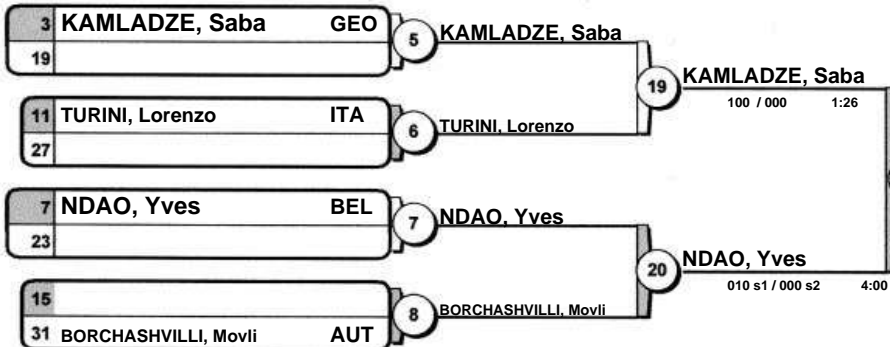 3 KAMLADZE, Saba GEO
19
5 KAMLADZE, Saba
11 TURINI, Lorenzo ITA
27
6 TURINI, Lorenzo
19 KAMLADZE, Saba
100 / 000 1:26
7 NDAO, Yves BEL
23
7 NDAO, Yves
15
31 BORCHASHVILLI, Movli AUT
8 BORCHASHVILLI, Movli
20 NDAO, Yves
010 s1 / 000 s2 4:00